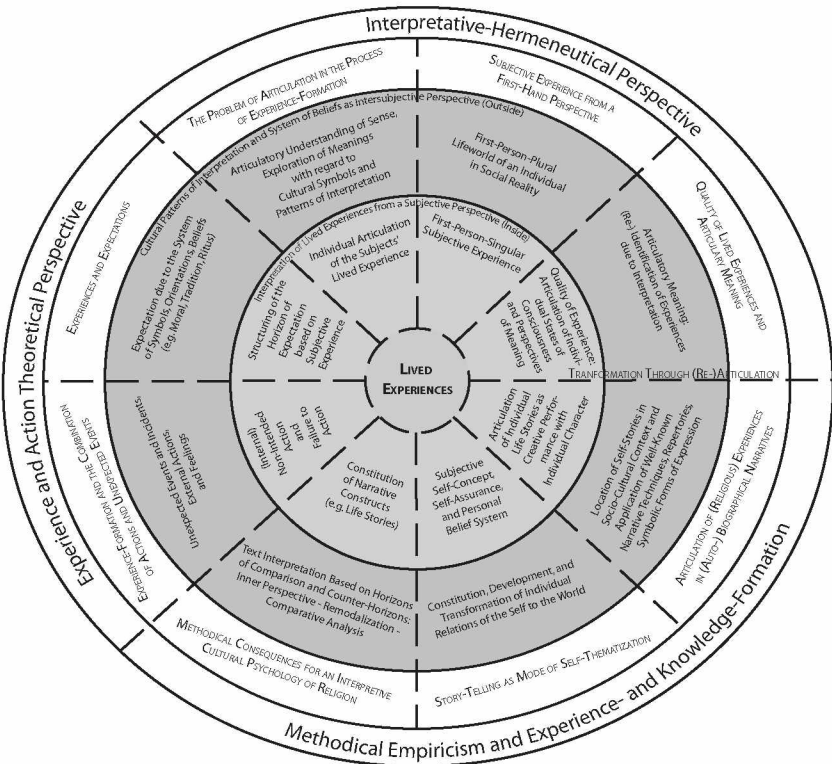 Interpretative-Hermeneutical Perspective
Experience and Action Theoretical Perspective
Methodical Empiricism and Experience- and Knowledge-Formation
The Problem of Articulation in the Process
of Experience-Formation
Subjective Experience from a
First-Hand Perspective
Quality of Lived Experiences and
Articulary Meaning
Articulation of (Religious) Experiences
in (Auto-) Biographical Narratives
Story-Telling as Mode of Self-Thematization
Methodical Consequences for an Interpretive
Cultural Psychology of Religion
Experience-Formation and the Combination
of Actions and Unexpected Events
Experiences and Expectations
Cultural Patterns of Interpretation and System of Beliefs as Intersubjective Perspective (Outside)
Articulatory Understanding of Sense,
Exploration of Meanings
with regard to
Cultural Symbols and
Patterns of Interpretation
First-Person-Plural
Lifeworld of an Individual
in Social Reality
Articulatory Meaning:
(Re-) Identification of Experiences
due to Interpretation
Tranformation Through (Re-)Articulation
Location of Self-Stories in
Socio-Cultural Context and
Application of Well-Known
Narrative Techniques, Repertories,
Symbolic Forms of Expression
Constitution, Development, and
Transformation of Individual
Relations of the Self to the World
Text Interpretation Based on Horizons
of Comparison and Counter-Horizons;
Inner Perspective - Remodalization -
Comparative Analysis
Unexpected Events and Incidents,
External Actions,
and Feelings
Expectation due to the System
of Symbols, Orientations, Beliefs
(e.g. Moral, Tradition, Ritus)
Interpretation of Lived Experiences from a Subjective Perspective (Inside)
Individual Articulation
of the Subjects'
Lived Experience
First-Person-Singular
Subjective Experience
Quality of Experience:
Articulation of Indivi-
dual States of
Consciousness
and Perspectives
of Meaning
Articulation
of Individual
Life Stories as
Creative Perfor-
mance with
Individual Character
Subjective
Self-Concept,
Self-Assurance,
and Personal
Belief System
Constitution
of Narrative
Constructs
(e.g. Life Stories)
(Internal)
Non-Intended
Action
and
Failure to
Action
Structuring of the
Horizon of
Expectation
based on
Subjective
Experience
Lived
Experiences